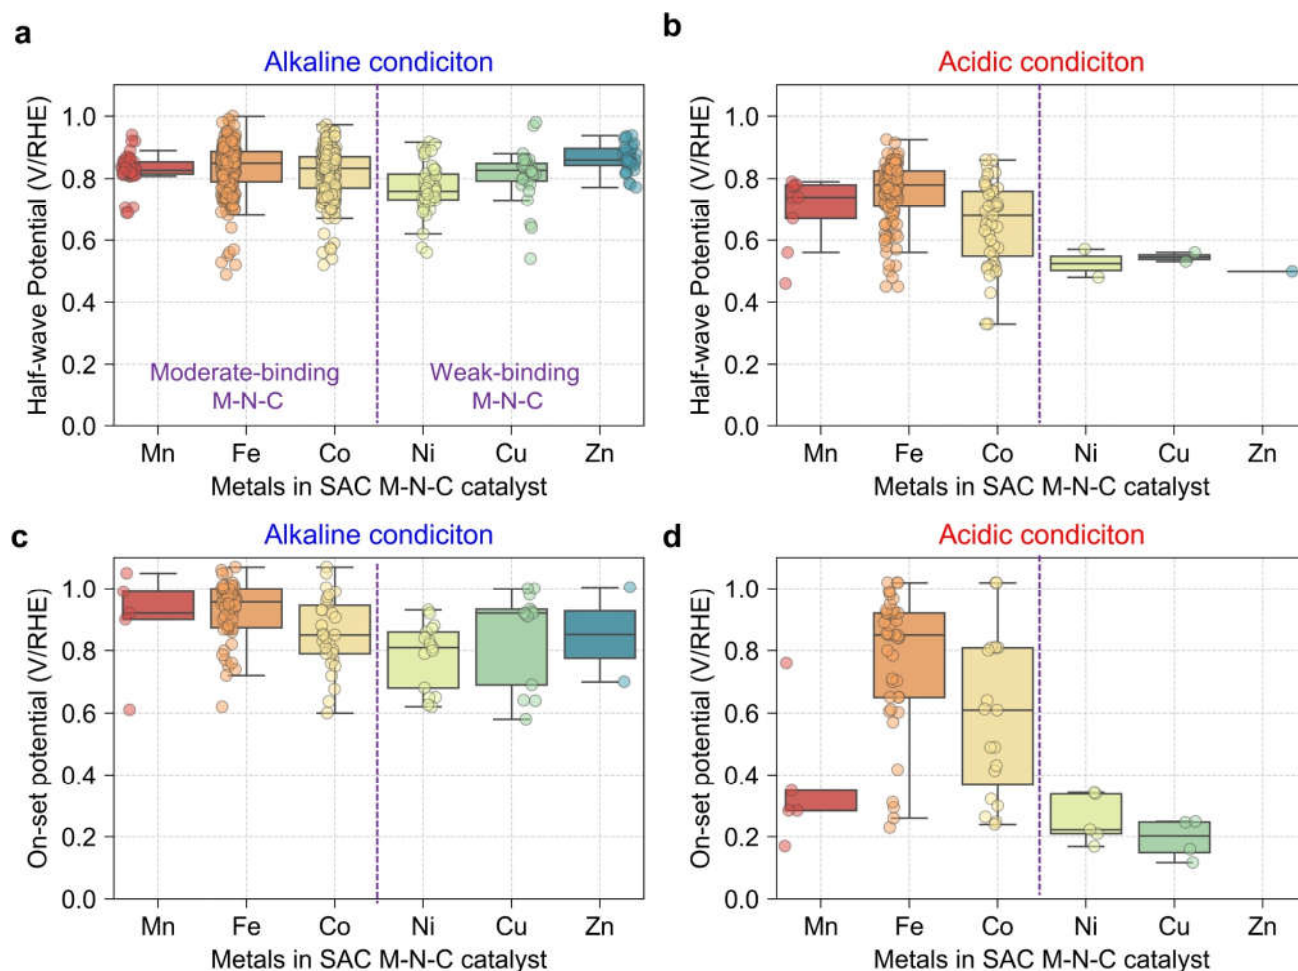 a
Alkaline condiciton
Half-wave Potential (V/RHE)
1.0
0.8
0.6
0.4
0.2
0.0
Moderate-binding
M-N-C
Weak-binding
M-N-C
Mn Fe Co Ni Cu Zn
Metals in SAC M-N-C catalyst
b
Acidic condiciton
Half-wave Potential (V/RHE)
1.0
0.8
0.6
0.4
0.2
0.0
Mn Fe Co Ni Cu Zn
Metals in SAC M-N-C catalyst
c
Alkaline condiciton
On-set potential (V/RHE)
1.0
0.8
0.6
0.4
0.2
0.0
Mn Fe Co Ni Cu Zn
Metals in SAC M-N-C catalyst
d
Acidic condiciton
On-set potential (V/RHE)
1.0
0.8
0.6
0.4
0.2
0.0
Mn Fe Co Ni Cu Zn
Metals in SAC M-N-C catalyst